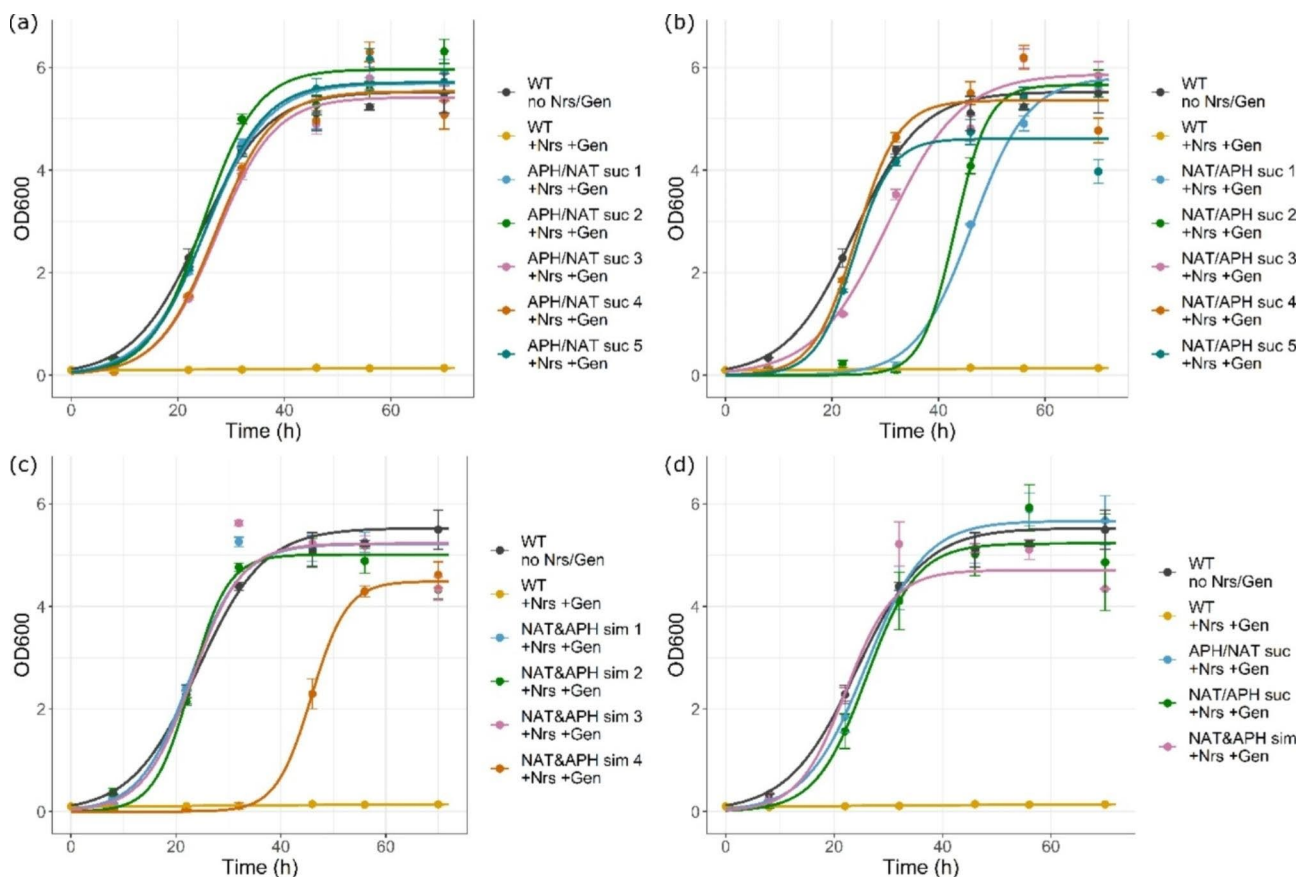 (a)
6
4
2
0
OD600
0
20
40
60
Time (h)
WT
no Nrs/Gen
WT
+Nrs +Gen
APH/NAT suc 1
+Nrs +Gen
APH/NAT suc 2
+Nrs +Gen
APH/NAT suc 3
+Nrs +Gen
APH/NAT suc 4
+Nrs +Gen
APH/NAT suc 5
+Nrs +Gen
(b)
6
4
2
0
OD600
0
20
40
60
Time (h)
WT
no Nrs/Gen
WT
+Nrs +Gen
NAT/APH suc 1
+Nrs +Gen
NAT/APH suc 2
+Nrs +Gen
NAT/APH suc 3
+Nrs +Gen
NAT/APH suc 4
+Nrs +Gen
NAT/APH suc 5
+Nrs +Gen
(c)
6
4
2
0
OD600
0
20
40
60
Time (h)
WT
no Nrs/Gen
WT
+Nrs +Gen
NAT&APH sim 1
+Nrs +Gen
NAT&APH sim 2
+Nrs +Gen
NAT&APH sim 3
+Nrs +Gen
NAT&APH sim 4
+Nrs +Gen
(d)
6
4
2
0
OD600
0
20
40
60
Time (h)
WT
no Nrs/Gen
WT
+Nrs +Gen
APH/NAT suc
+Nrs +Gen
NAT/APH suc
+Nrs +Gen
NAT&APH sim
+Nrs +Gen